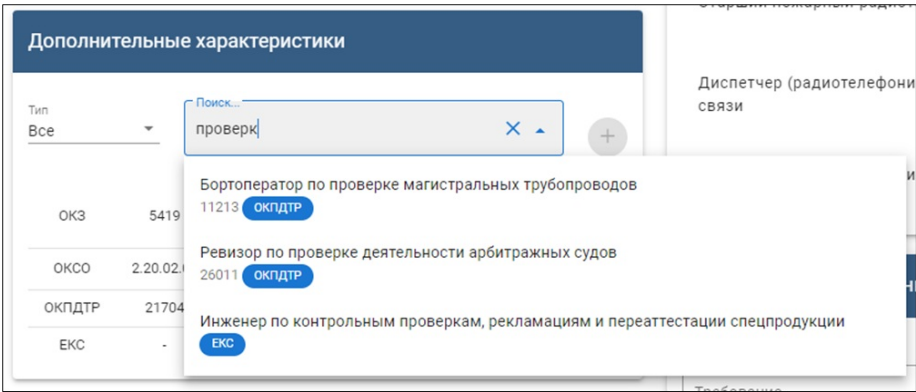 Дополнительные характеристики
Тип
Все
Поиск...
проверк
Бортоператор по проверке магистральных трубопроводов
11213 ОКПДТР
Ревизор по проверке деятельности арбитражных судов
26011 ОКПДТР
Инженер по контрольным проверкам, рекламациям и переаттестации спецпродукции
ЕКС
ОКЗ 5419
ОКСО 2.20.02.
ОКПДТР 21704
ЕКС -
Диспетчер (радиотелефони
связи